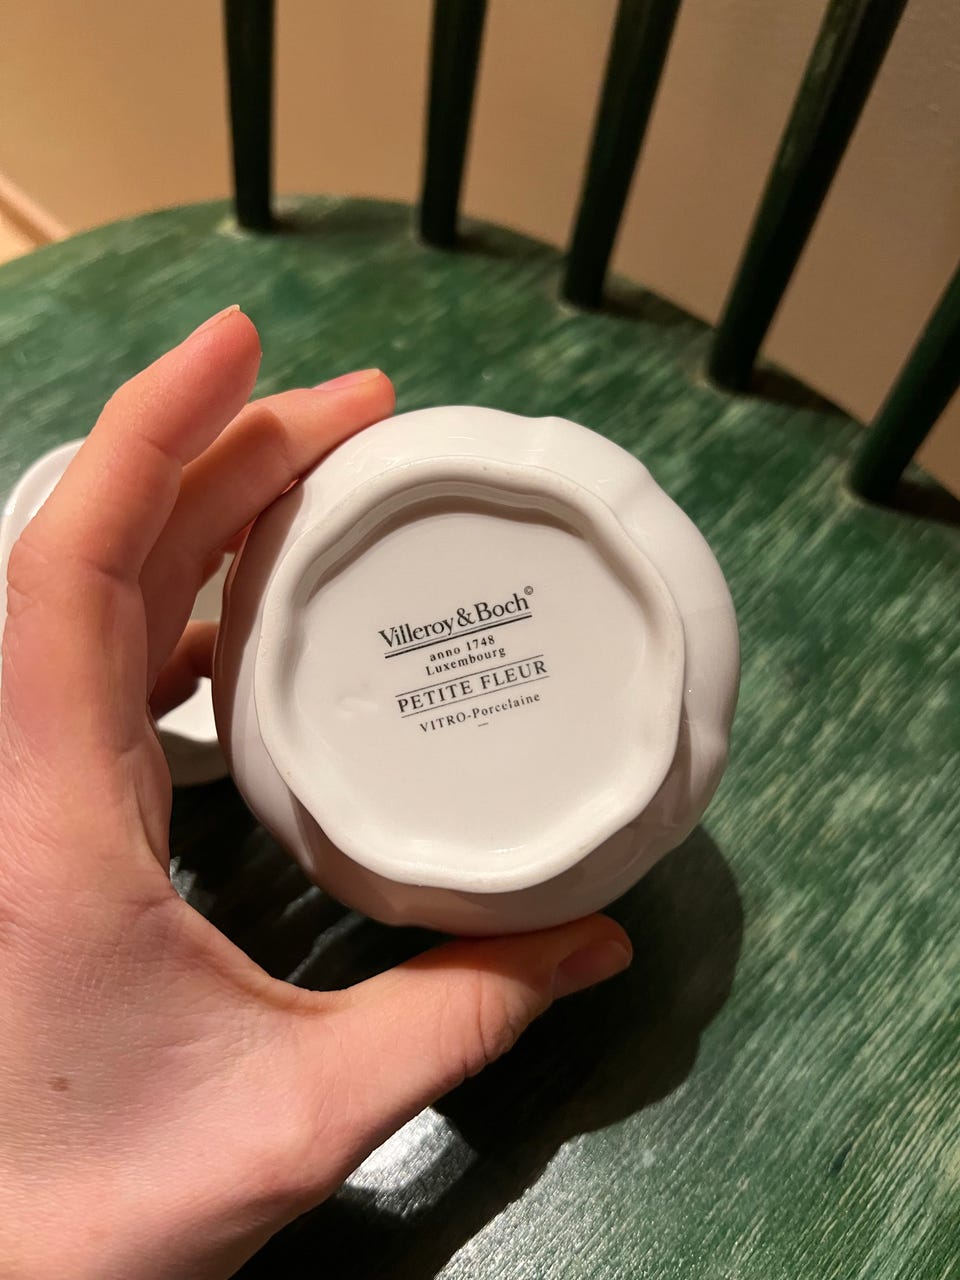 Villeroy & Boch©
anno 1748
Luxembourg
PETITE FLEUR
VITRO-Porcelaine